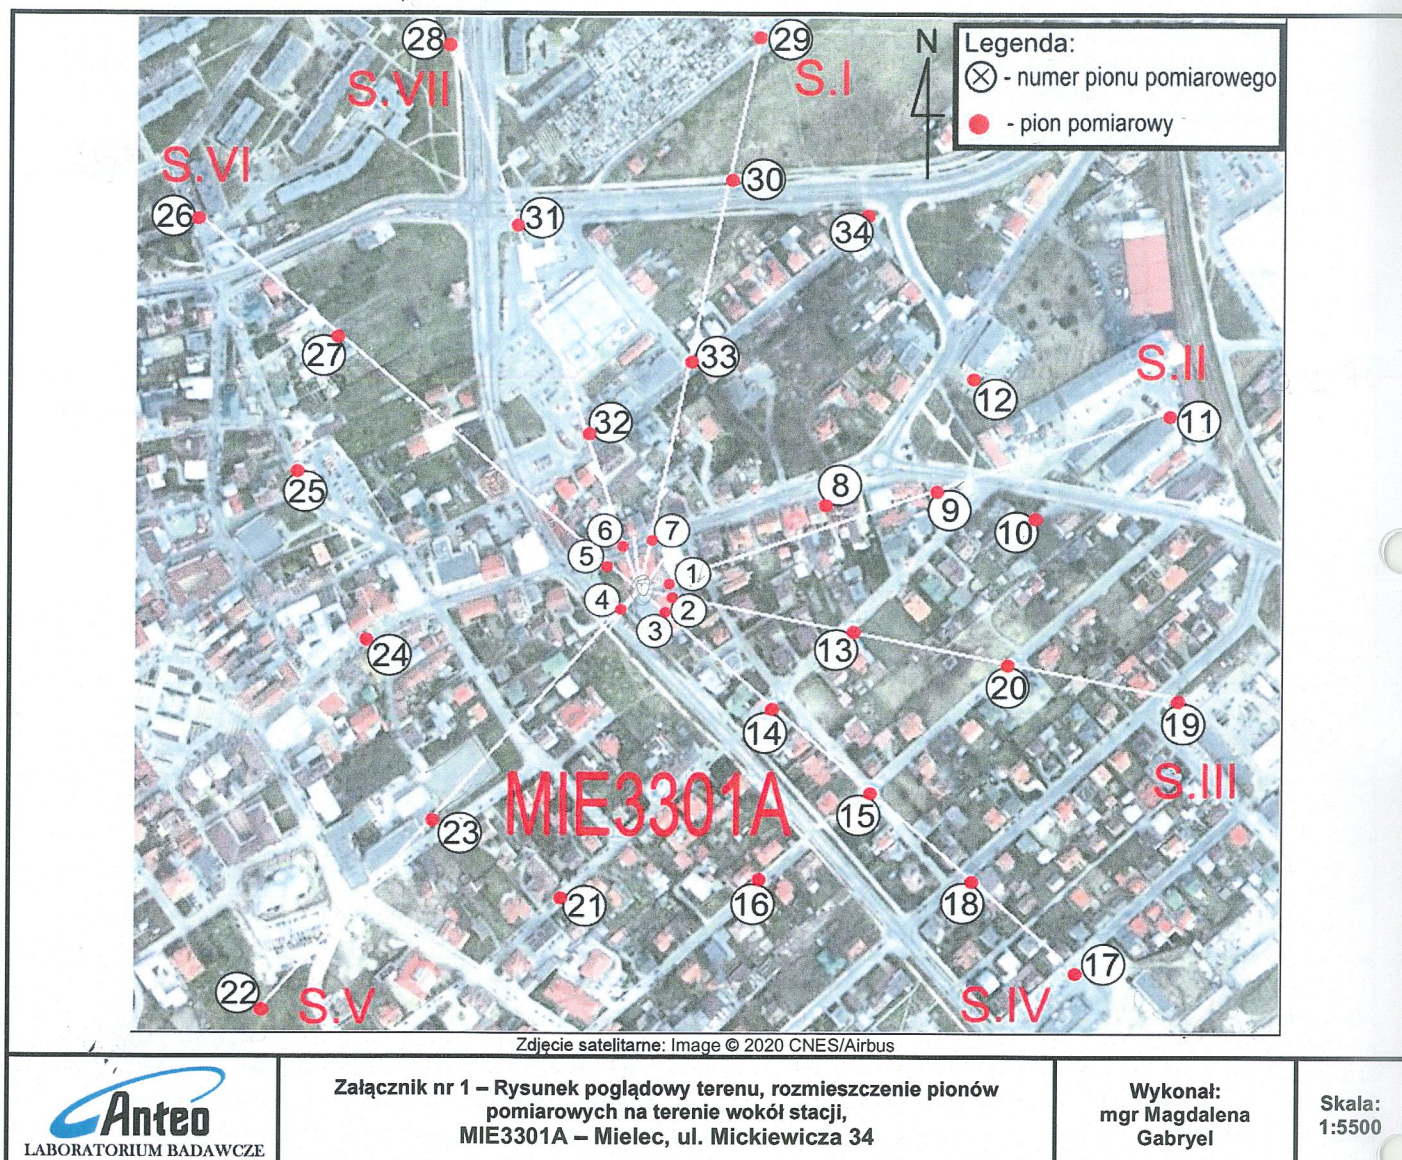 28
29
N
Legenda:
- numer pionu pomiarowego
- pion pomiarowy
S.VII
S.I
S.VI
30
26
31
34
27
33
S.II
12
32
11
25
8
9
10
6
7
5
1
4
2
3
24
13
20
14
19
S.III
MIE3301A
15
23
21
16
18
17
22
S.V
S.IV
Zdjęcie satelitarne: Image © 2020 CNES/Airbus
Anteo
LABORATORIUM BADAWCZE
Załącznik nr 1 – Rysunek poglądowy terenu, rozmieszczenie pionów
pomiarowych na terenie wokół stacji,
MIE3301A – Mielec, ul. Mickiewicza 34
Wykonał:
mgr Magdalena
Gabryel
Skala:
1:5500